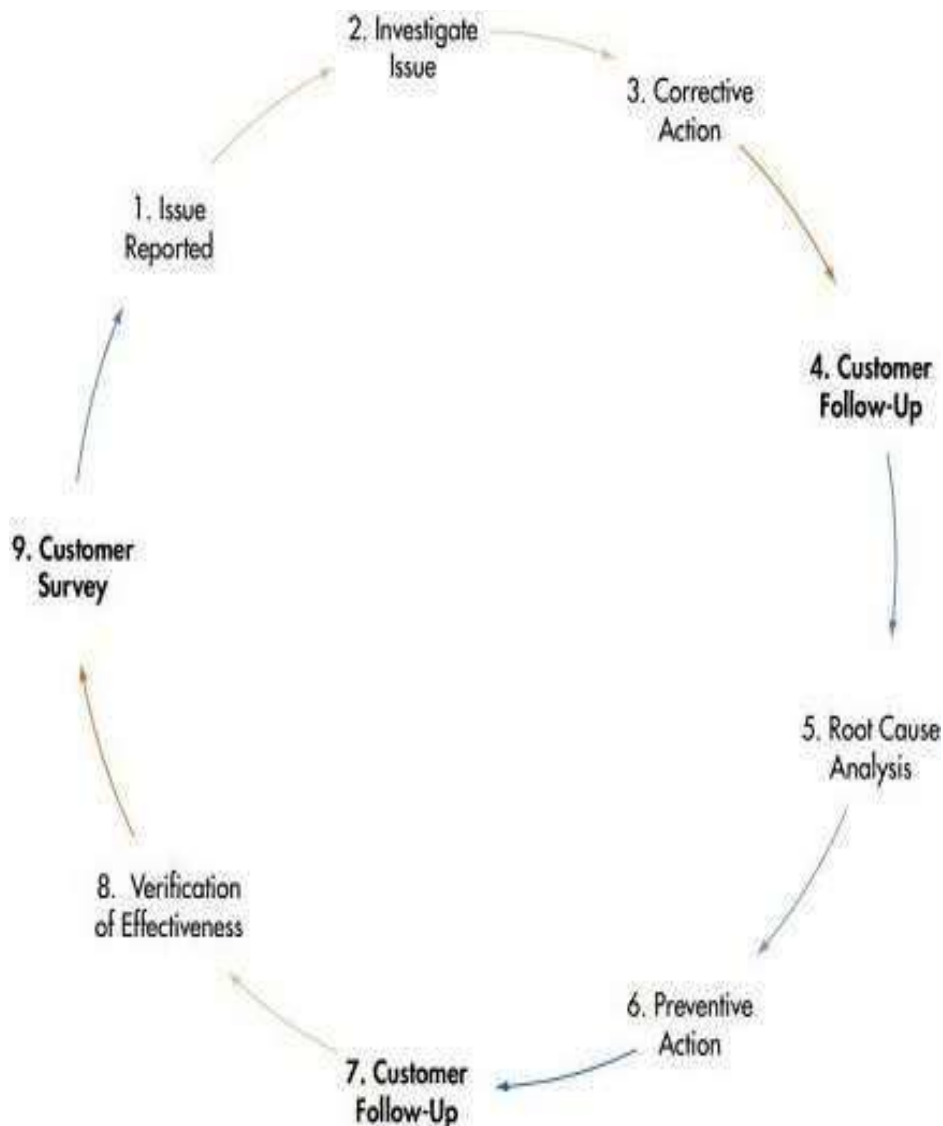 1. Issue
Reported
2. Investigate
Issue
3. Corrective
Action
4. Customer
Follow-Up
5. Root Cause
Analysis
6. Preventive
Action
7. Customer
Follow-Up
8. Verification
of Effectiveness
9. Customer
Survey